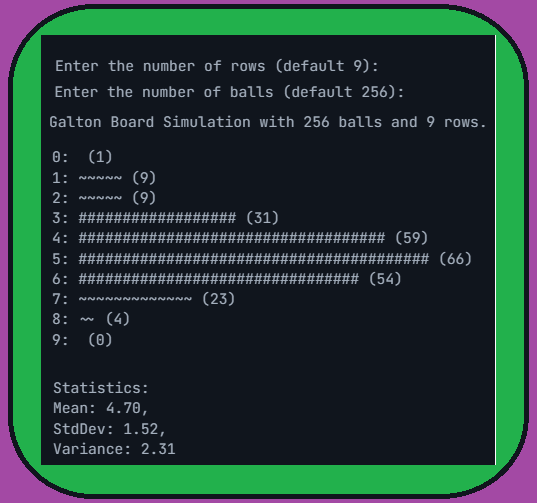 Enter the number of rows (default 9):
Enter the number of balls (default 256):
Galton Board Simulation with 256 balls and 9 rows.
0:  (1)
1: ~~~~~ (9)
2: ~~~~~ (9)
3: ################## (31)
4: ################################### (59)
5: ######################################## (66)
6: ################################ (54)
7: ~~~~~~~~~~~~~ (23)
8: ~~ (4)
9:  (0)
Statistics:
Mean: 4.70,
StdDev: 1.52,
Variance: 2.31